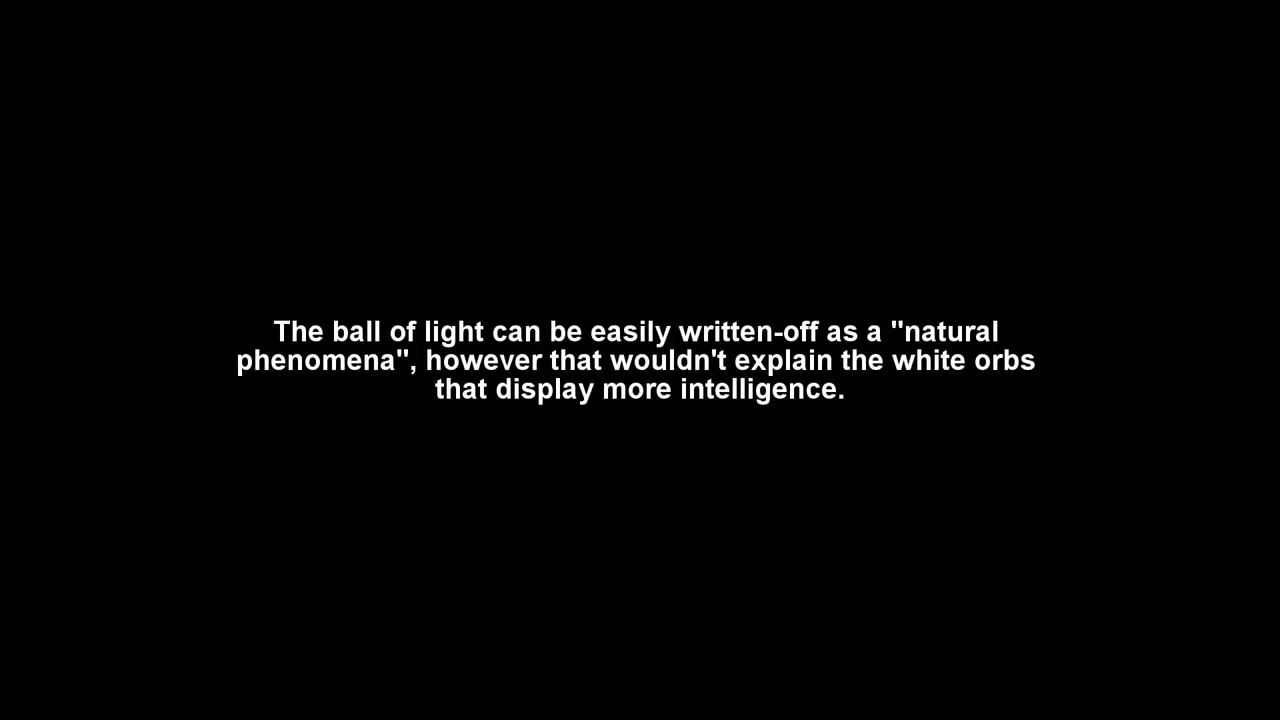 The ball of light can be easily written-off as a "natural
phenomena", however that wouldn't explain the white orbs
that display more intelligence.